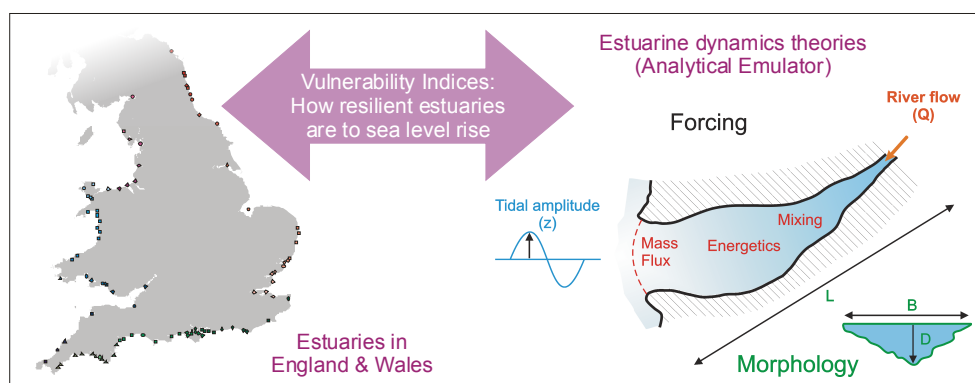 Vulnerability Indices:
How resilient estuaries
are to sea level rise
Estuarine dynamics theories
(Analytical Emulator)
River flow
(Q)
Forcing
Tidal amplitude
(z)
Mixing
Mass
Flux
Energetics
L
B
D
Estuaries in
England & Wales
Morphology